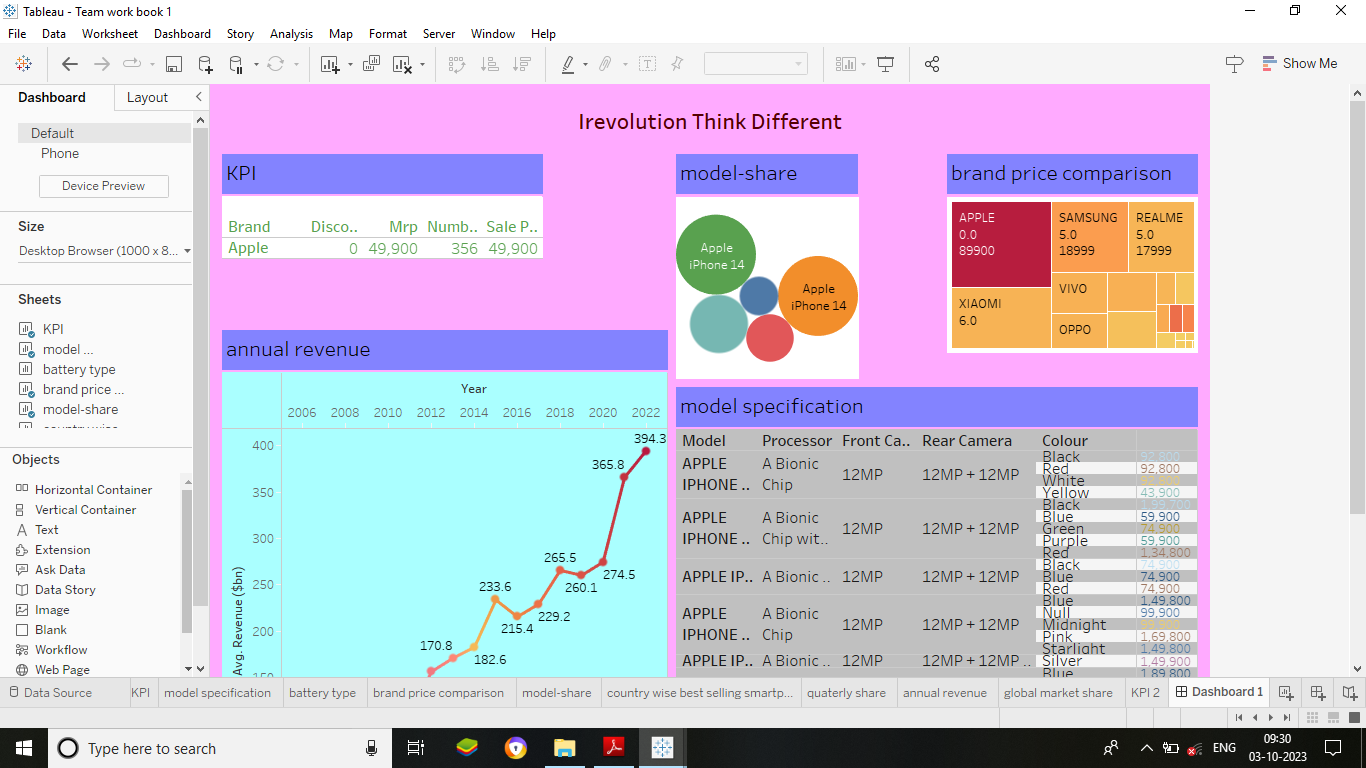 Tableau - Team work book 1
File Data Worksheet Dashboard Story Analysis Map Format Server Window Help
Show Me
Dashboard Layout
Default
Phone
Device Preview
Size
Desktop Browser (1000 x 8...
Sheets
KPI
model ...
battery type
brand price ...
model-share
Objects
Horizontal Container
Vertical Container
Text
Extension
Ask Data
Data Story
Image
Blank
Workflow
Web Page
Irevolution Think Different
KPI
Brand Disco.. Mrp Numb.. Sale P..
Apple 0 49,900 356 49,900
model-share
Apple
iPhone 14
Apple
iPhone 14
brand price comparison
APPLE
0.0
89900
SAMSUNG
5.0
18999
REALME
5.0
17999
XIAOMI
6.0
VIVO
OPPO
annual revenue
Year
2006 2008 2010 2012 2014 2016 2018 2020 2022
Avg. Revenue ($bn)
400
350
300
250
200
394.3
365.8
265.5
274.5
260.1
233.6
229.2
215.4
170.8
182.6
model specification
Model Processor Front Ca.. Rear Camera Colour
APPLE IPHONE .. A Bionic Chip 12MP 12MP + 12MP
Black 92,800
Red 92,800
White
Yellow 43,900
APPLE IPHONE .. A Bionic Chip wit.. 12MP 12MP + 12MP
Black
Blue 59,900
Green 74,900
Purple 59,900
Red 1,34,800
APPLE IP.. A Bionic .. 12MP 12MP + 12MP
Black 74,900
Blue 74,900
Red 74,900
APPLE IPHONE .. A Bionic Chip 12MP 12MP + 12MP
Blue 1,49,800
Null 99,900
Midnight
Pink 1,69,800
Starlight 1,49,800
APPLE IP.. A Bionic .. 12MP 12MP + 12MP ..
Silver 1,49,900
Blue 1,89,800
Data Source KPI model specification battery type brand price comparison model-share country wise best selling smartp... quaterly share annual revenue global market share KPI 2 Dashboard 1
Type here to search
ENG
09:30
03-10-2023